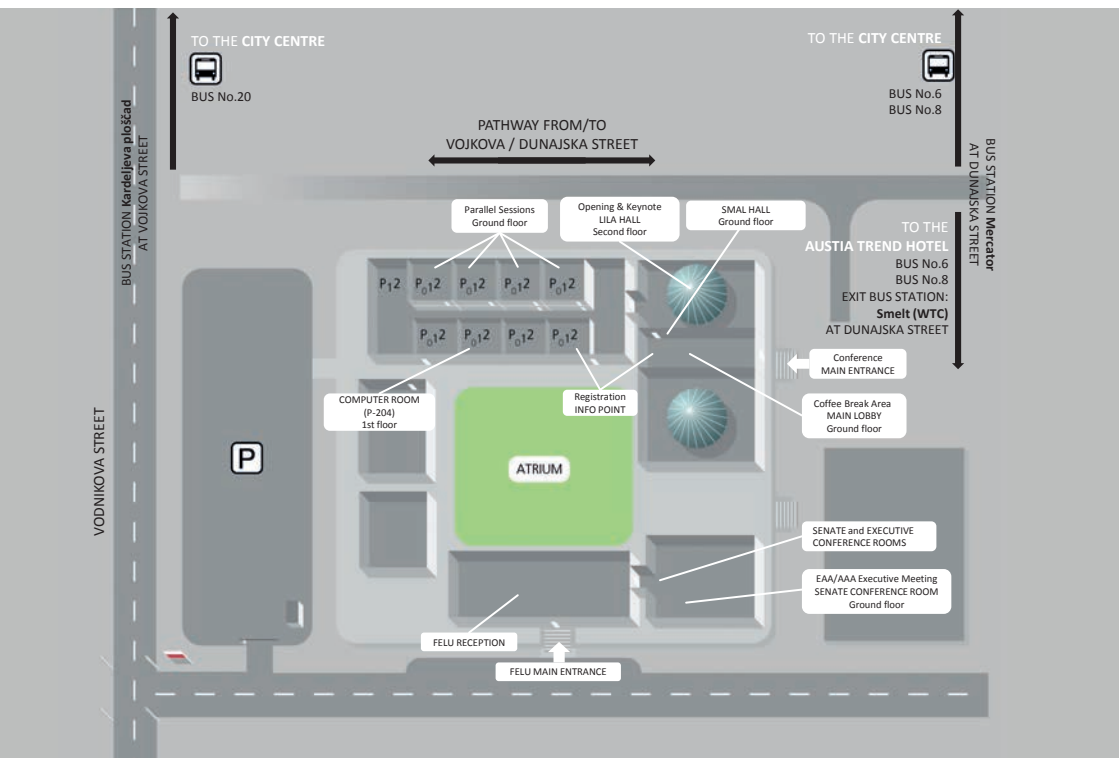 TO THE CITY CENTRE
BUS No.20
TO THE CITY CENTRE
BUS No.6
BUS No.8
PATHWAY FROM/TO
VOJKOVA / DUNAJSKA STREET
BUS STATION Kardeljeva ploščad
AT VOJKOVA STREET
BUS STATION Mercator
AT DUNAJSKA STREET
Parallel Sessions
Ground floor
Opening & Keynote
LILA HALL
Second floor
SMAL HALL
Ground floor
TO THE
AUSTIA TREND HOTEL
BUS No.6
BUS No.8
EXIT BUS STATION:
Smelt (WTC)
AT DUNAJSKA STREET
P12 P012 P012 P012 P012
P012 P012 P012 P012
Conference
MAIN ENTRANCE
COMPUTER ROOM
(P-204)
1st floor
Registration
INFO POINT
Coffee Break Area
MAIN LOBBY
Ground floor
VODNIKOVA STREET
P
ATRIUM
SENATE and EXECUTIVE
CONFERENCE ROOMS
EAA/AAA Executive Meeting
SENATE CONFERENCE ROOM
Ground floor
FELU RECEPTION
FELU MAIN ENTRANCE